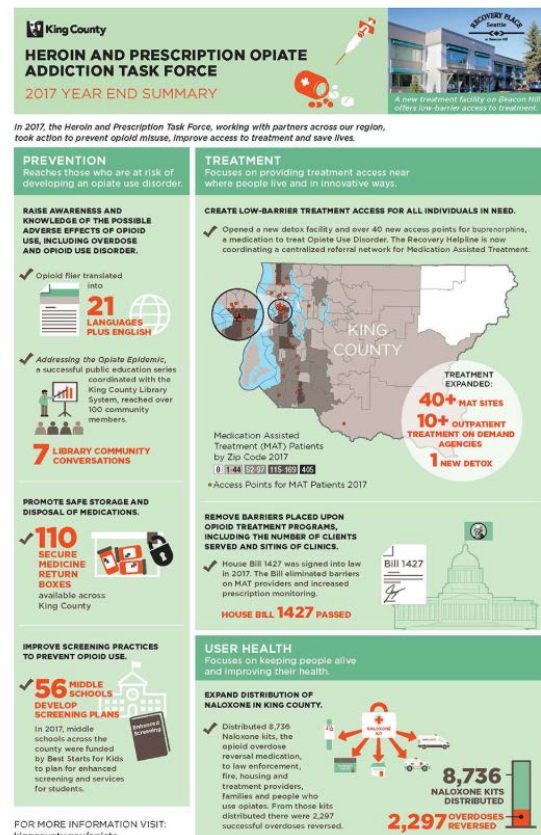 King County
HEROIN AND PRESCRIPTION OPIATE
ADDICTION TASK FORCE
2017 YEAR END SUMMARY
RECOVERY PLACE
Seattle
A new treatment facility on Beacon Hill
offers low-barrier access to treatment.
In 2017, the Heroin and Prescription Task Force, working with partners across our region,
took action to prevent opioid misuse, improve access to treatment and save lives.
PREVENTION
Reaches those who are at risk of
developing an opiate use disorder.
RAISE AWARENESS AND
KNOWLEDGE OF THE POSSIBLE
ADVERSE EFFECTS OF OPIOID
USE, INCLUDING OVERDOSE
AND OPIOID USE DISORDER.
Opioid flier translated
into
21
LANGUAGES
PLUS ENGLISH
Addressing the Opiate Epidemic,
a successful public education series
coordinated with the
King County Library
System, reached over
100 community
members.
7 LIBRARY COMMUNITY
CONVERSATIONS
PROMOTE SAFE STORAGE AND
DISPOSAL OF MEDICATIONS.
110
SECURE
MEDICINE
RETURN
BOXES
available across
King County
IMPROVE SCREENING PRACTICES
TO PREVENT OPIOID USE.
56 MIDDLE
SCHOOLS
DEVELOP
SCREENING PLANS
In 2017, middle
schools across the
county were funded
by Best Starts for Kids
to plan for enhanced
screening and services
for students.
Enhanced
Screening
FOR MORE INFORMATION VISIT:
TREATMENT
Focuses on providing treatment access near
where people live and in innovative ways.
CREATE LOW-BARRIER TREATMENT ACCESS FOR ALL INDIVIDUALS IN NEED.
Opened a new detox facility and over 40 new access points for buprenorphine,
a medication to treat Opiate Use Disorder. The Recovery Helpline is now
coordinating a centralized referral network for Medication Assisted Treatment.
KING
COUNTY
TREATMENT
EXPANDED:
40+ MAT SITES
10+ OUTPATIENT
TREATMENT ON DEMAND
AGENCIES
1 NEW DETOX
Medication Assisted
Treatment (MAT) Patients
by Zip Code 2017
0 1-44 52-97 115-169 405
Access Points for MAT Patients 2017
REMOVE BARRIERS PLACED UPON
OPIOID TREATMENT PROGRAMS,
INCLUDING THE NUMBER OF CLIENTS
SERVED AND SITING OF CLINICS.
House Bill 1427 was signed into law
in 2017. The Bill eliminated barriers
on MAT providers and increased
prescription monitoring.
HOUSE BILL 1427 PASSED
Bill 1427
USER HEALTH
Focuses on keeping people alive
and improving their health.
EXPAND DISTRIBUTION OF
NALOXONE IN KING COUNTY.
Distributed 8,736
Naloxone kits, the
opioid overdose
reversal medication,
to law enforcement,
fire, housing and
treatment providers,
families and people who
use opiates. From those kits
distributed there were 2,297
successful overdoses reversed.
NALOXONE
KIT
8,736
NALOXONE KITS
DISTRIBUTED
2,297 OVERDOSES
REVERSED